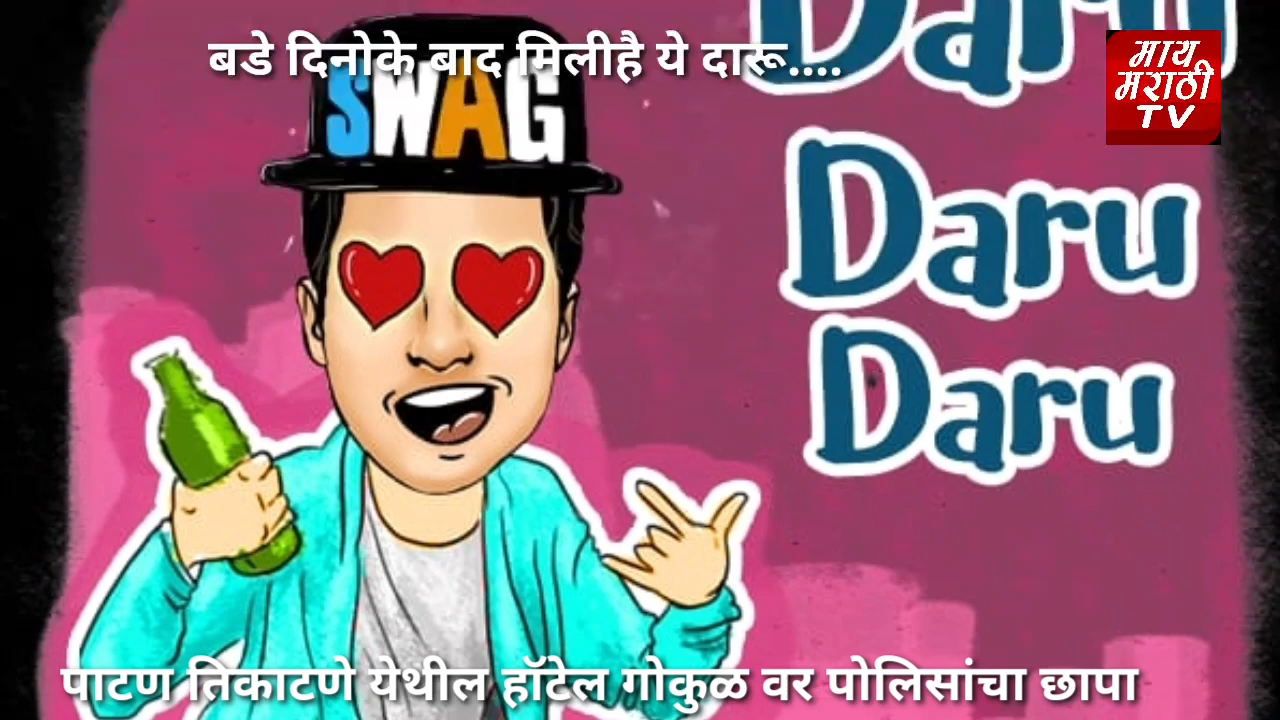 बडे दिनोके बाद मिलीहै ये दारू....
SWAG
Daru
Daru
Daru
माय
मराठी
TV
पाटण तिकाटणे येथील हॉटेल गोकुळ वर पोलिसांचा छापा